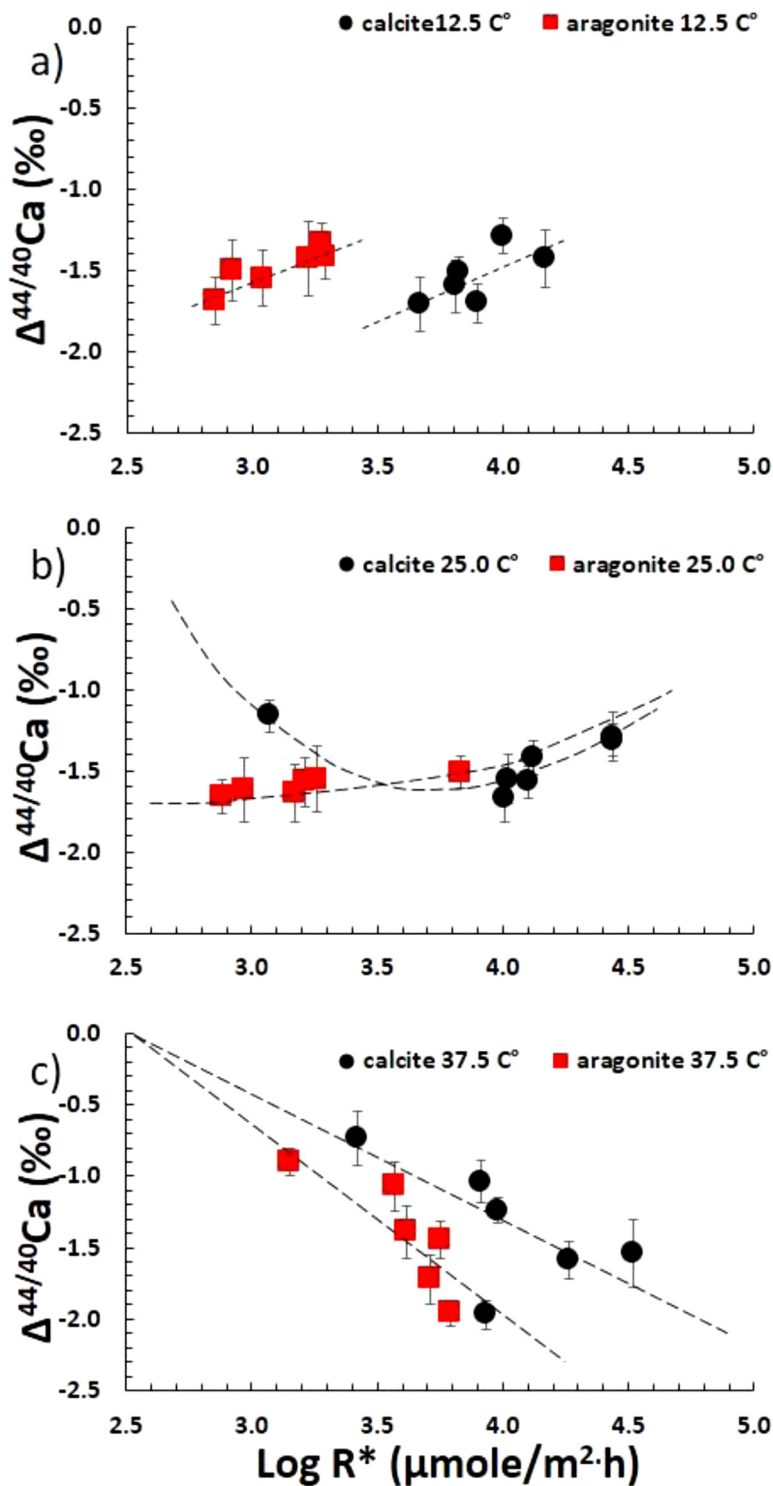 0.0
● calcite12.5 C° ■ aragonite 12.5 C°
a)
-0.5
-1.0
-1.5
-2.0
-2.5
Δ44/40Ca (‰)
2.5 3.0 3.5 4.0 4.5 5.0
0.0
b)
● calcite 25.0 C° ■ aragonite 25.0 C°
-0.5
-1.0
-1.5
-2.0
-2.5
Δ44/40Ca (‰)
2.5 3.0 3.5 4.0 4.5 5.0
0.0
c)
● calcite 37.5 C° ■ aragonite 37.5 C°
-0.5
-1.0
-1.5
-2.0
-2.5
Δ44/40Ca (‰)
2.5 3.0 3.5 4.0 4.5 5.0
Log R* (μmole/m²·h)